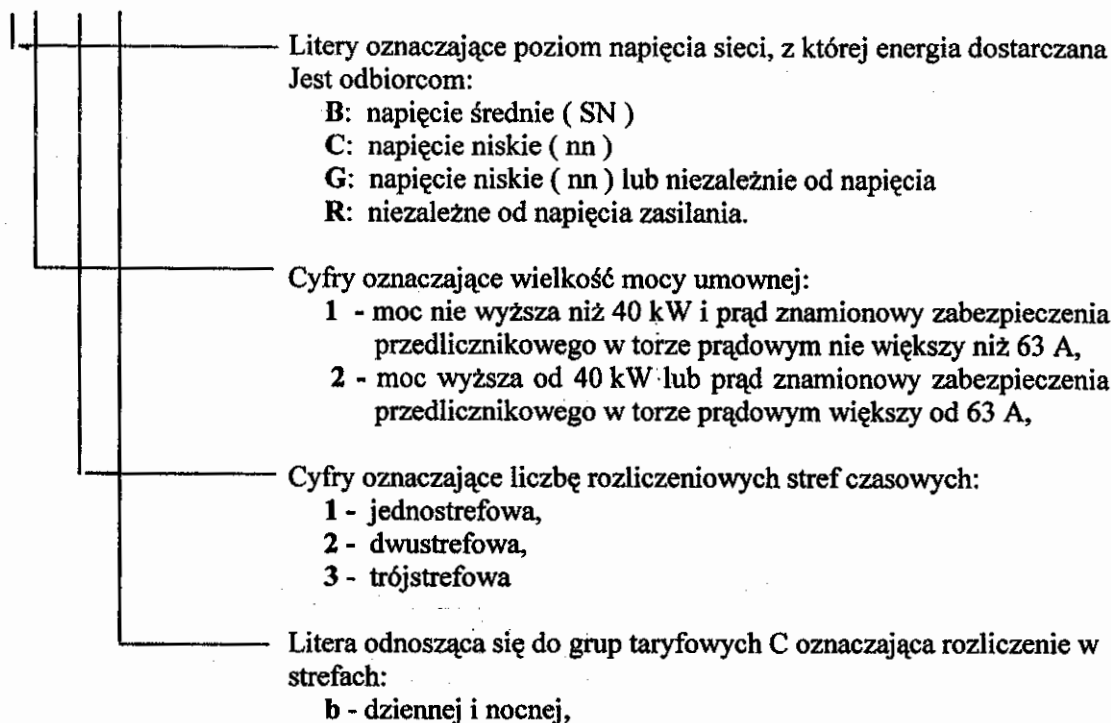 Litery oznaczające poziom napięcia sieci, z której energia dostarczana
Jest odbiorcom:
B: napięcie średnie ( SN )
C: napięcie niskie ( nn )
G: napięcie niskie ( nn ) lub niezależnie od napięcia
R: niezależne od napięcia zasilania.
Cyfry oznaczające wielkość mocy umownej:
1 - moc nie wyższa niż 40 kW i prąd znamionowy zabezpieczenia
przedlicznikowego w torze prądowym nie większy niż 63 A,
2 - moc wyższa od 40 kW lub prąd znamionowy zabezpieczenia
przedlicznikowego w torze prądowym większy od 63 A,
Cyfry oznaczające liczbę rozliczeniowych stref czasowych:
1 - jednostrefowa,
2 - dwustrefowa,
3 - trójstrefowa
Litera odnosząca się do grup taryfowych C oznaczająca rozliczenie w
strefach:
b - dziennej i nocnej,